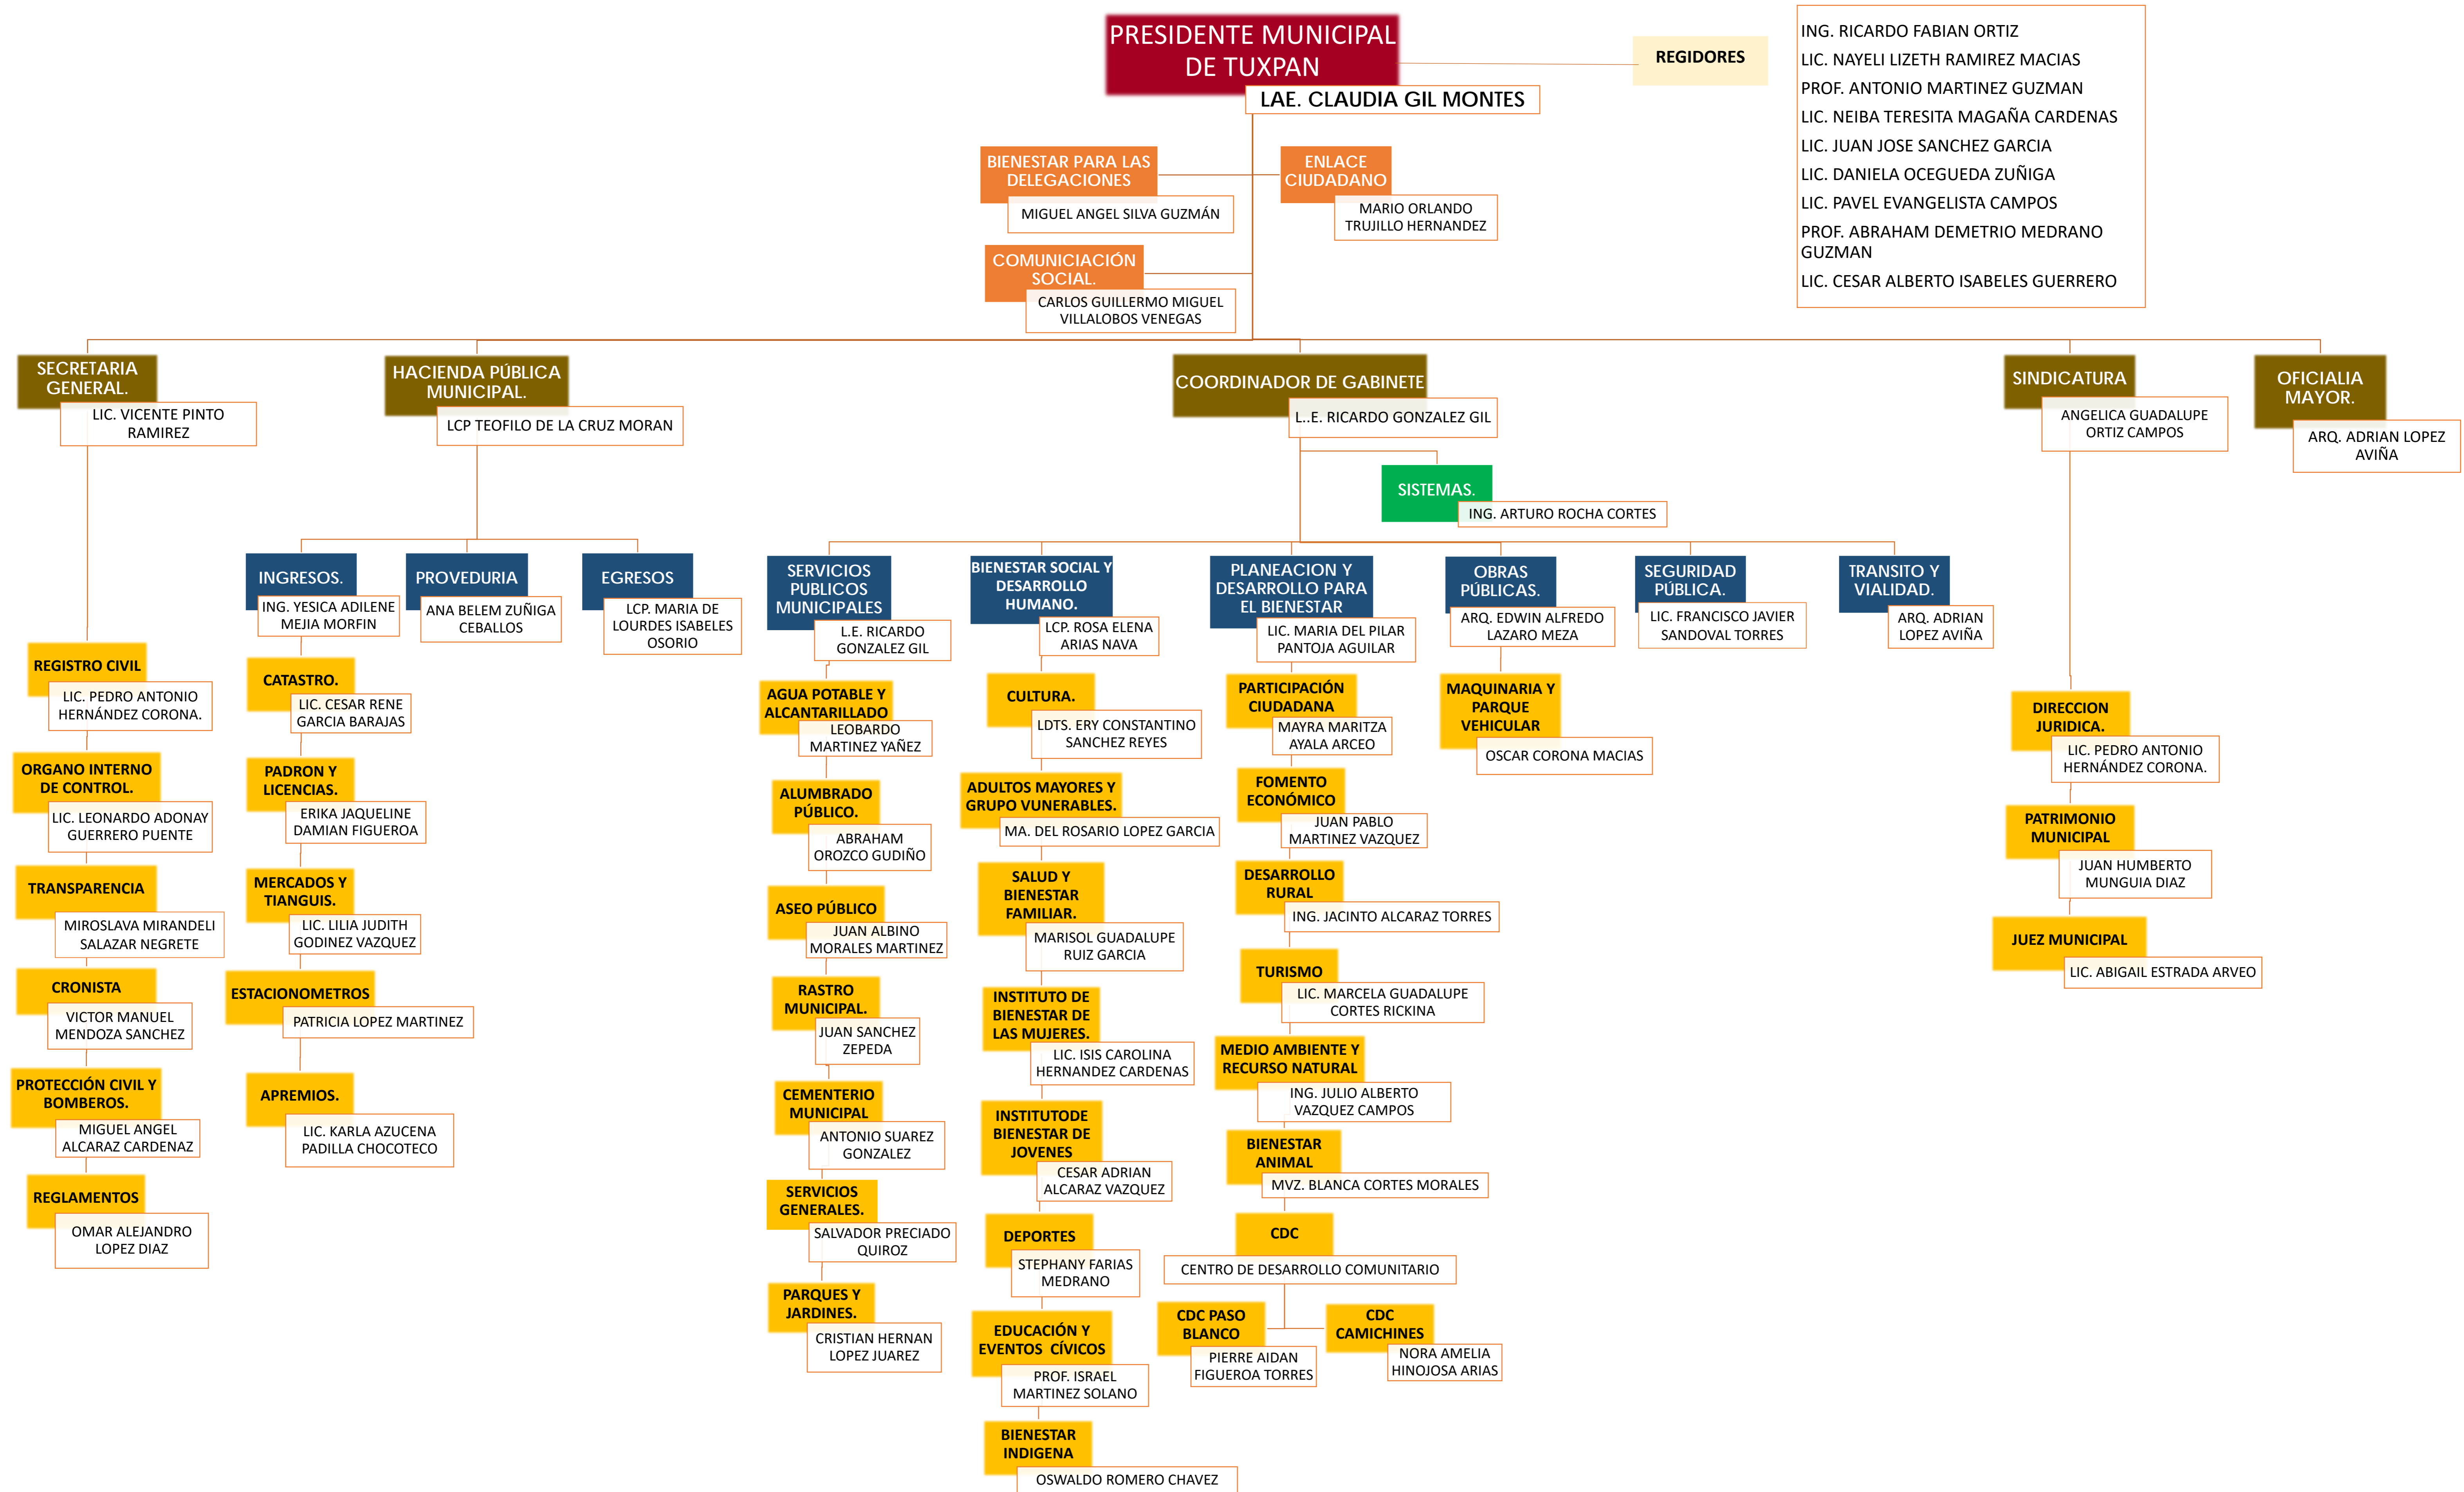 PRESIDENTE MUNICIPAL
DE TUXPAN
LAE. CLAUDIA GIL MONTES
REGIDORES
ING. RICARDO FABIAN ORTIZ
LIC. NAYELI LIZETH RAMIREZ MACIAS
PROF. ANTONIO MARTINEZ GUZMAN
LIC. NEIBA TERESITA MAGAÑA CARDENAS
LIC. JUAN JOSE SANCHEZ GARCIA
LIC. DANIELA OCEGUEDA ZUÑIGA
LIC. PAVEL EVANGELISTA CAMPOS
PROF. ABRAHAM DEMETRIO MEDRANO
GUZMAN
LIC. CESAR ALBERTO ISABELES GUERRERO
BIENESTAR PARA LAS
DELEGACIONES
MIGUEL ANGEL SILVA GUZMÁN
ENLACE
CIUDADANO
MARIO ORLANDO
TRUJILLO HERNANDEZ
COMUNICIACIÓN
SOCIAL.
CARLOS GUILLERMO MIGUEL
VILLALOBOS VENEGAS
SECRETARIA
GENERAL.
LIC. VICENTE PINTO
RAMIREZ
HACIENDA PÚBLICA
MUNICIPAL.
LCP TEOFILO DE LA CRUZ MORAN
COORDINADOR DE GABINETE
L..E. RICARDO GONZALEZ GIL
SINDICATURA
ANGELICA GUADALUPE
ORTIZ CAMPOS
OFICIALIA
MAYOR.
ARQ. ADRIAN LOPEZ
AVIÑA
SISTEMAS.
ING. ARTURO ROCHA CORTES
REGISTRO CIVIL
LIC. PEDRO ANTONIO
HERNÁNDEZ CORONA.
ORGANO INTERNO
DE CONTROL.
LIC. LEONARDO ADONAY
GUERRERO PUENTE
TRANSPARENCIA
MIROSLAVA MIRANDELI
SALAZAR NEGRETE
CRONISTA
VICTOR MANUEL
MENDOZA SANCHEZ
PROTECCIÓN CIVIL Y
BOMBEROS.
MIGUEL ANGEL
ALCARAZ CARDENAZ
REGLAMENTOS
OMAR ALEJANDRO
LOPEZ DIAZ
INGRESOS.
ING. YESICA ADILENE
MEJIA MORFIN
CATASTRO.
LIC. CESAR RENE
GARCIA BARAJAS
PADRON Y
LICENCIAS.
ERIKA JAQUELINE
DAMIAN FIGUEROA
MERCADOS Y
TIANGUIS.
LIC. LILIA JUDITH
GODINEZ VAZQUEZ
ESTACIONOMETROS
PATRICIA LOPEZ MARTINEZ
APREMIOS.
LIC. KARLA AZUCENA
PADILLA CHOCOTECO
PROVEDURIA
ANA BELEM ZUÑIGA
CEBALLOS
EGRESOS
LCP. MARIA DE
LOURDES ISABELES
OSORIO
SERVICIOS
PUBLICOS
MUNICIPALES
L.E. RICARDO
GONZALEZ GIL
AGUA POTABLE Y
ALCANTARILLADO
LEOBARDO
MARTINEZ YAÑEZ
ALUMBRADO
PÚBLICO.
ABRAHAM
OROZCO GUDIÑO
ASEO PÚBLICO
JUAN ALBINO
MORALES MARTINEZ
RASTRO
MUNICIPAL.
JUAN SANCHEZ
ZEPEDA
CEMENTERIO
MUNICIPAL
ANTONIO SUAREZ
GONZALEZ
SERVICIOS
GENERALES.
SALVADOR PRECIADO
QUIROZ
PARQUES Y
JARDINES.
CRISTIAN HERNAN
LOPEZ JUAREZ
BIENESTAR SOCIAL Y
DESARROLLO
HUMANO.
LCP. ROSA ELENA
ARIAS NAVA
CULTURA.
LDTS. ERY CONSTANTINO
SANCHEZ REYES
ADULTOS MAYORES Y
GRUPO VUNERABLES.
MA. DEL ROSARIO LOPEZ GARCIA
SALUD Y
BIENESTAR
FAMILIAR.
MARISOL GUADALUPE
RUIZ GARCIA
INSTITUTO DE
BIENESTAR DE
LAS MUJERES.
LIC. ISIS CAROLINA
HERNANDEZ CARDENAS
INSTITUTODE
BIENESTAR DE
JOVENES
CESAR ADRIAN
ALCARAZ VAZQUEZ
DEPORTES
STEPHANY FARIAS
MEDRANO
EDUCACIÓN Y
EVENTOS CÍVICOS
PROF. ISRAEL
MARTINEZ SOLANO
BIENESTAR
INDIGENA
OSWALDO ROMERO CHAVEZ
PLANEACION Y
DESARROLLO PARA
EL BIENESTAR
LIC. MARIA DEL PILAR
PANTOJA AGUILAR
PARTICIPACIÓN
CIUDADANA
MAYRA MARITZA
AYALA ARCEO
FOMENTO
ECONÓMICO
JUAN PABLO
MARTINEZ VAZQUEZ
DESARROLLO
RURAL
ING. JACINTO ALCARAZ TORRES
TURISMO
LIC. MARCELA GUADALUPE
CORTES RICKINA
MEDIO AMBIENTE Y
RECURSO NATURAL
ING. JULIO ALBERTO
VAZQUEZ CAMPOS
BIENESTAR
ANIMAL
MVZ. BLANCA CORTES MORALES
CDC
CENTRO DE DESARROLLO COMUNITARIO
CDC PASO
BLANCO
PIERRE AIDAN
FIGUEROA TORRES
CDC
CAMICHINES
NORA AMELIA
HINOJOSA ARIAS
OBRAS
PÚBLICAS.
ARQ. EDWIN ALFREDO
LAZARO MEZA
MAQUINARIA Y
PARQUE
VEHICULAR
OSCAR CORONA MACIAS
SEGURIDAD
PÚBLICA.
LIC. FRANCISCO JAVIER
SANDOVAL TORRES
TRANSITO Y
VIALIDAD.
ARQ. ADRIAN
LOPEZ AVIÑA
DIRECCION
JURIDICA.
LIC. PEDRO ANTONIO
HERNÁNDEZ CORONA.
PATRIMONIO
MUNICIPAL
JUAN HUMBERTO
MUNGUIA DIAZ
JUEZ MUNICIPAL
LIC. ABIGAIL ESTRADA ARVEO